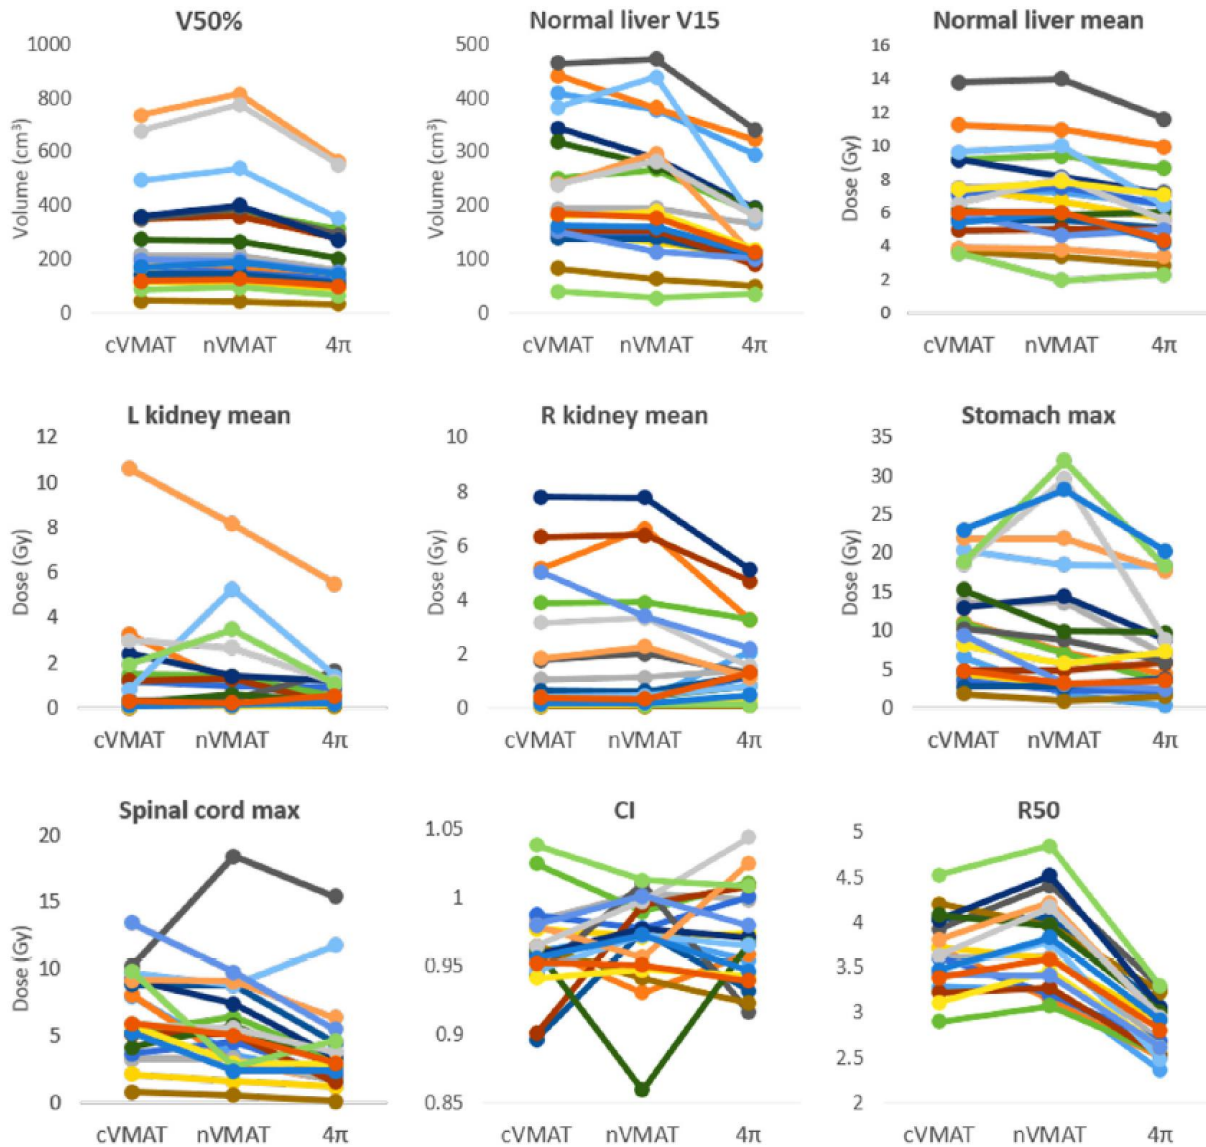 V50%
Volume (cm³)
1000
800
600
400
200
0
cVMAT nVMAT 4π
Normal liver V15
Volume (cm³)
500
400
300
200
100
0
cVMAT nVMAT 4π
Normal liver mean
Dose (Gy)
16
14
12
10
8
6
4
2
0
cVMAT nVMAT 4π
L kidney mean
Dose (Gy)
12
10
8
6
4
2
0
cVMAT nVMAT 4π
R kidney mean
Dose (Gy)
10
8
6
4
2
0
cVMAT nVMAT 4π
Stomach max
Dose (Gy)
35
30
25
20
15
10
5
0
cVMAT nVMAT 4π
Spinal cord max
Dose (Gy)
20
15
10
5
0
cVMAT nVMAT 4π
CI
1.05
1
0.95
0.9
0.85
cVMAT nVMAT 4π
R50
5
4.5
4
3.5
3
2.5
2
cVMAT nVMAT 4π